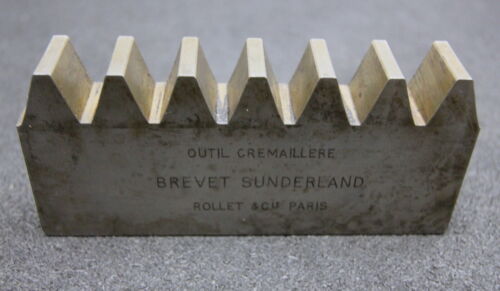 OUTIL CREMAILLERE
BREVET SUNDERLAND
ROLLET & Cie PARIS